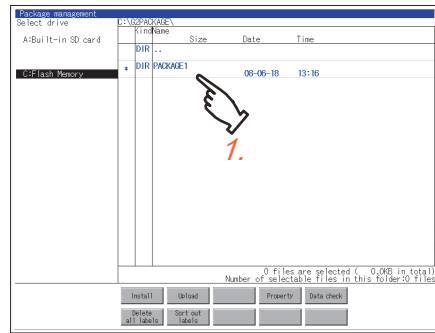 Package management
Select drive
C:\G2PACKAGE\
A:Built-in SD card
C:Flash Memory
Kind Name
Size Date Time
DIR ..
* DIR PACKAGE1
08-06-18 13:16
1.
0 files are selected ( 0.0KB in total)
Number of selectable files in this folder:0 files
Install Upload Property Data check
Delete all labels
Sort out labels